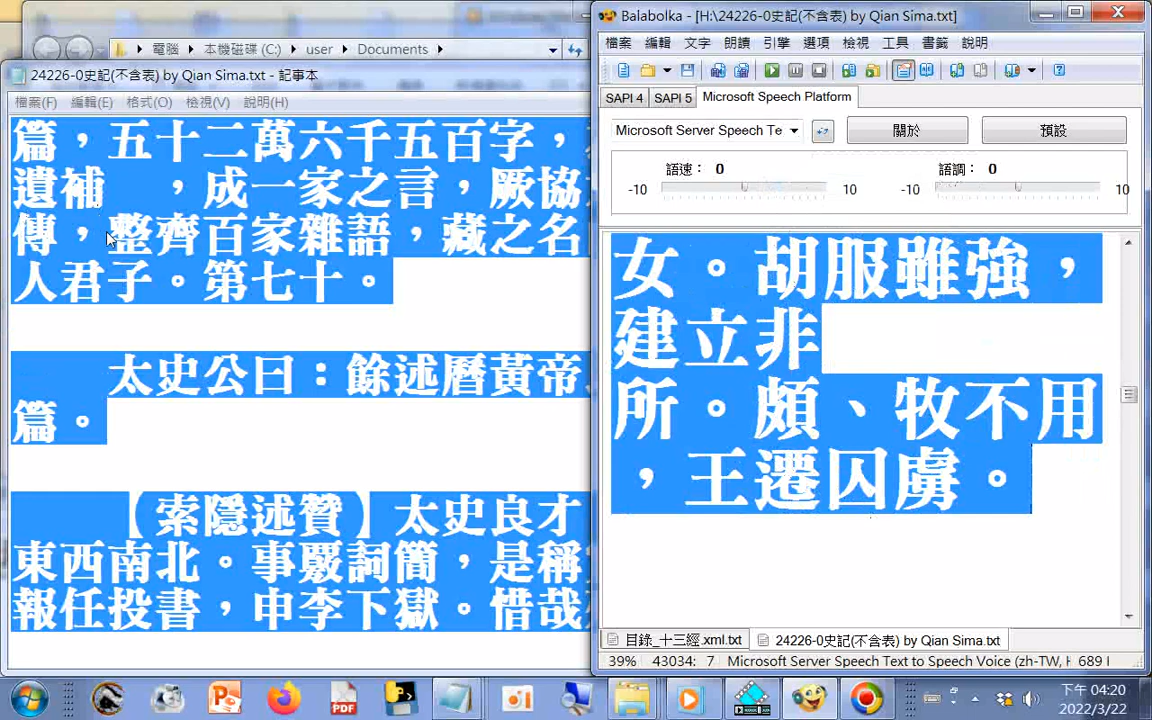 電腦 ▸ 本機磁碟 (C:) ▸ user ▸ Documents ▸
24226-0史記(不含表) by Qian Sima.txt - 記事本
檔案(F) 編輯(E) 格式(O) 檢視(V) 說明(H)
篇，五十二萬六千五百字，
遺補　，成一家之言，厥協
傳，整齊百家雜語，藏之名
人君子。第七十。
太史公曰：餘述曆黃帝
篇。
【索隱述贊】太史良才
東西南北。事覈詞簡，是稱
報任投書，申李下獄。惜哉
Balabolka - [H:\24226-0史記(不含表) by Qian Sima.txt]
檔案 編輯 文字 朗讀 引擎 選項 檢視 工具 書籤 說明
SAPI 4 SAPI 5 Microsoft Speech Platform
Microsoft Server Speech Te 關於 預設
語速： 0 語調： 0
-10 10 -10 10
女。胡服雖強，
建立非
所。頗、牧不用
，王遷囚虜。
目錄_十三經.xml.txt 24226-0史記(不含表) by Qian Sima txt
39% 43034: 7 Microsoft Server Speech Text to Speech Voice (zh-TW, 689
下午 04:20
2022/3/22